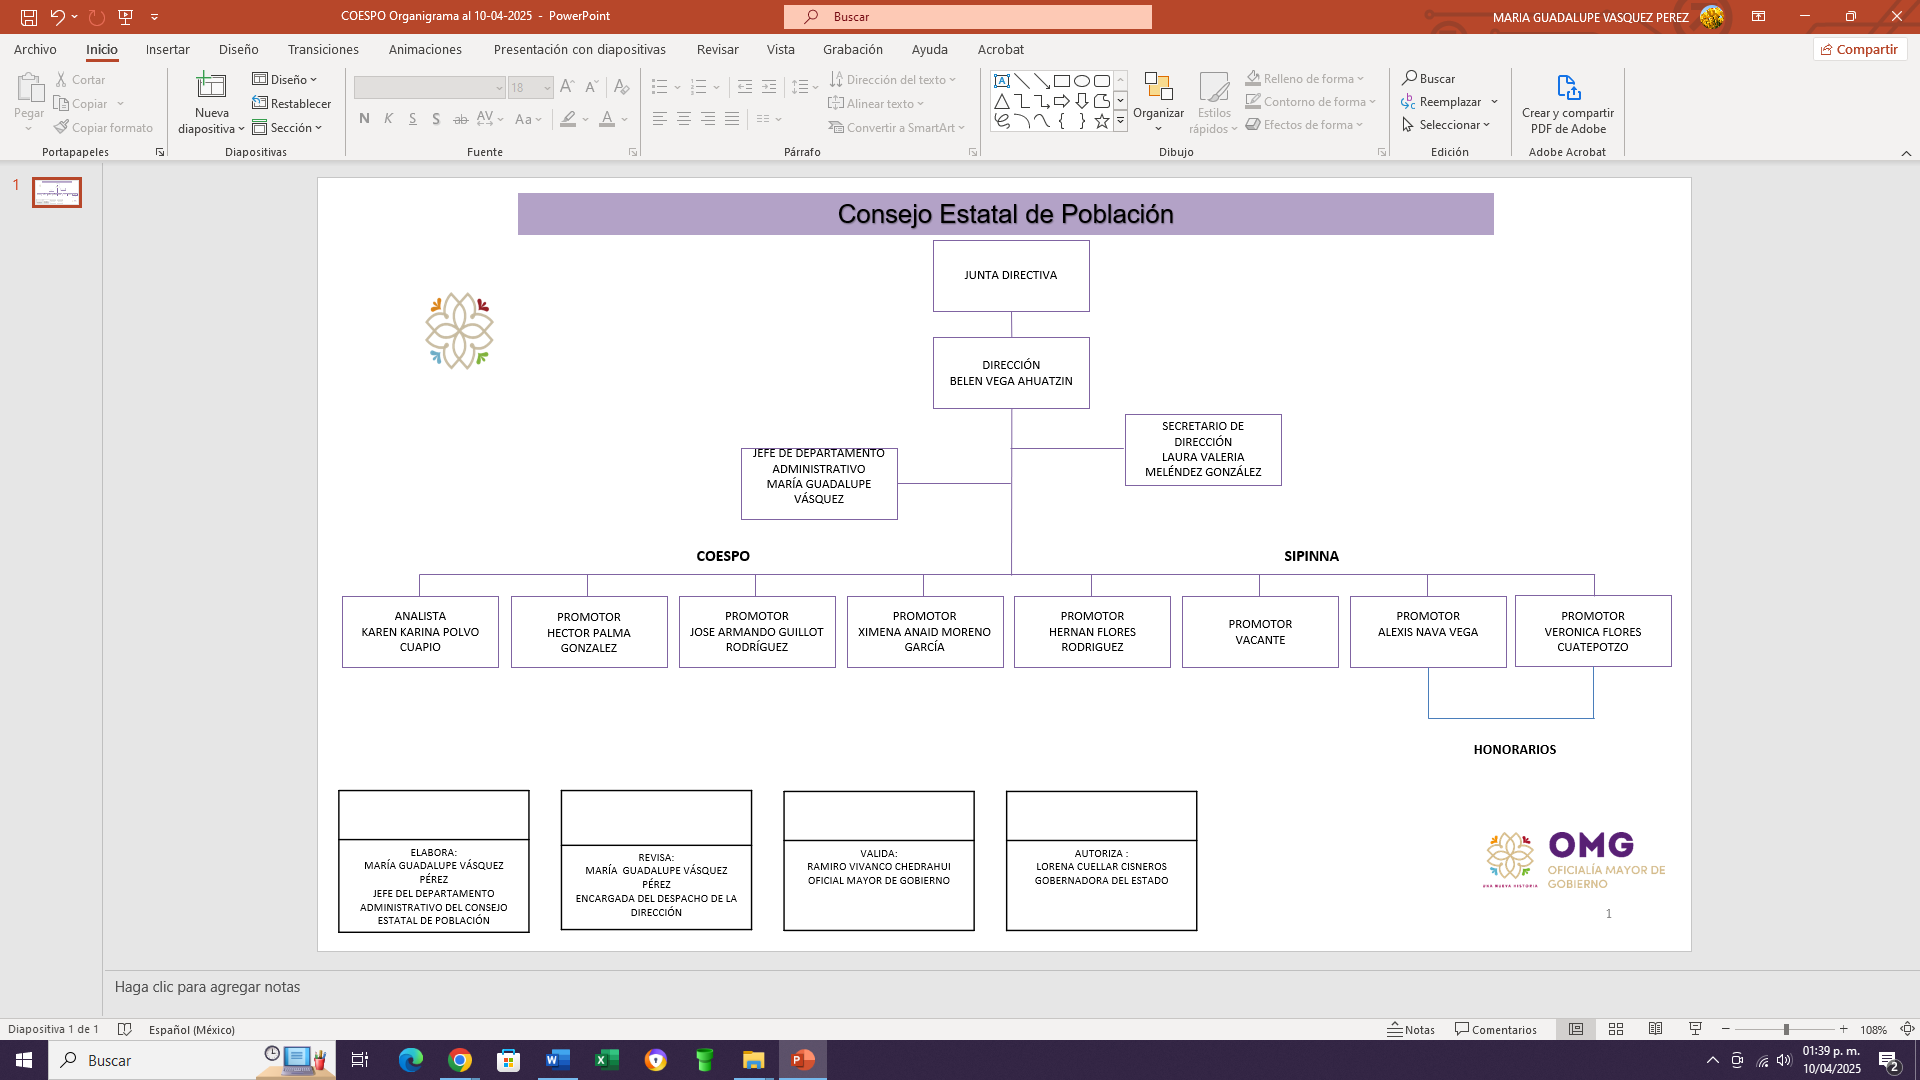 COESPO Organigrama al 10-04-2025 - PowerPoint
Buscar
MARIA GUADALUPE VASQUEZ PEREZ
Archivo Inicio Insertar Diseño Transiciones Animaciones Presentación con diapositivas Revisar Vista Grabación Ayuda Acrobat
Compartir
Pegar
Cortar
Copiar
Copiar formato
Portapapeles
Nueva
diapositiva
Diseño
Restablecer
Sección
Diapositivas
18
N K S S ab AV Aa A
Fuente
Dirección del texto
Alinear texto
Convertir a SmartArt
Párrafo
Organizar
Estilos
rápidos
Relleno de forma
Contorno de forma
Efectos de forma
Dibujo
Buscar
Reemplazar
Seleccionar
Edición
Crear y compartir
PDF de Adobe
Adobe Acrobat
1
Consejo Estatal de Población
JUNTA DIRECTIVA
DIRECCIÓN
BELEN VEGA AHUATZIN
SECRETARIO DE
DIRECCIÓN
LAURA VALERIA
MELÉNDEZ GONZÁLEZ
JEFE DE DEPARTAMENTO
ADMINISTRATIVO
MARÍA GUADALUPE
VÁSQUEZ
COESPO
SIPINNA
ANALISTA
KAREN KARINA POLVO
CUAPIO
PROMOTOR
HECTOR PALMA
GONZALEZ
PROMOTOR
JOSE ARMANDO GUILLOT
RODRÍGUEZ
PROMOTOR
XIMENA ANAID MORENO
GARCÍA
PROMOTOR
HERNAN FLORES
RODRIGUEZ
PROMOTOR
VACANTE
PROMOTOR
ALEXIS NAVA VEGA
PROMOTOR
VERONICA FLORES
CUATEPOTZO
HONORARIOS
ELABORA:
MARÍA GUADALUPE VÁSQUEZ
PÉREZ
JEFE DEL DEPARTAMENTO
ADMINISTRATIVO DEL CONSEJO
ESTATAL DE POBLACIÓN
REVISA:
MARÍA GUADALUPE VÁSQUEZ
PÉREZ
ENCARGADA DEL DESPACHO DE LA
DIRECCIÓN
VALIDA:
RAMIRO VIVANCO CHEDRAHUI
OFICIAL MAYOR DE GOBIERNO
AUTORIZA :
LORENA CUELLAR CISNEROS
GOBERNADORA DEL ESTADO
UNA NUEVA HISTORIA
OMG
OFICIALÍA MAYOR DE
GOBIERNO
1
Haga clic para agregar notas
Diapositiva 1 de 1
Español (México)
Notas
Comentarios
108%
Buscar
01:39 p. m.
10/04/2025
2